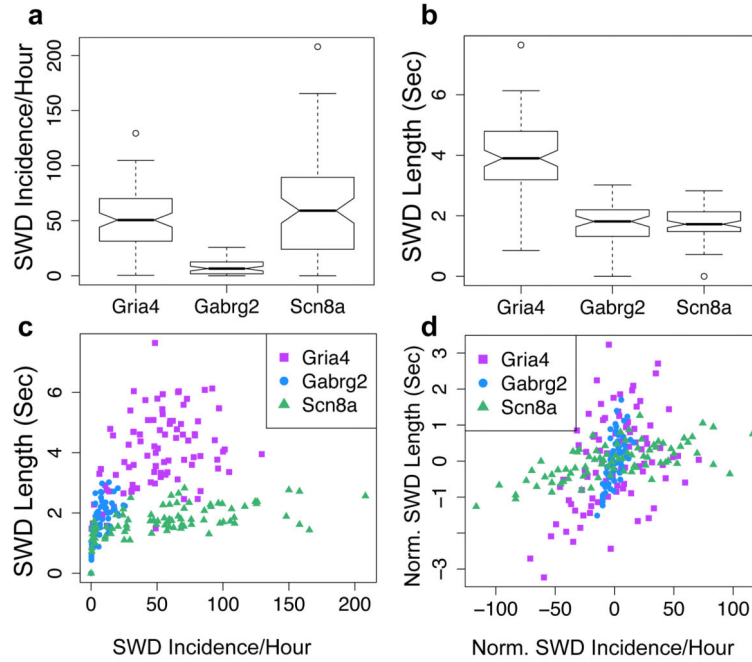 a
SWD Incidence/Hour
200
150
100
50
0
Gria4 Gabrg2 Scn8a
b
SWD Length (Sec)
6
4
2
0
Gria4 Gabrg2 Scn8a
c
SWD Length (Sec)
6
4
2
0
Gria4
Gabrg2
Scn8a
0 50 100 150 200
SWD Incidence/Hour
d
Norm. SWD Length (Sec)
3
2
1
0
-1
-3
Gria4
Gabrg2
Scn8a
-100 -50 0 50 100
Norm. SWD Incidence/Hour